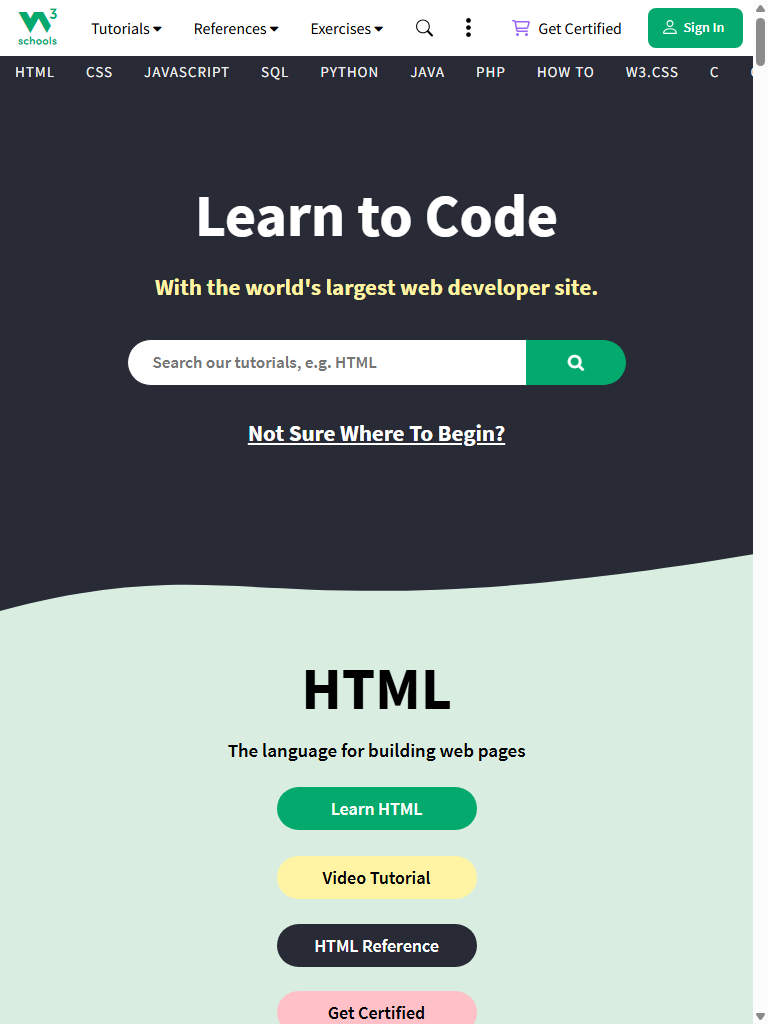 3
schools
Tutorials References Exercises Get Certified Sign In
HTML CSS JAVASCRIPT SQL PYTHON JAVA PHP HOW TO W3.CSS C
Learn to Code
With the world's largest web developer site.
Search our tutorials, e.g. HTML
Not Sure Where To Begin?
HTML
The language for building web pages
Learn HTML
Video Tutorial
HTML Reference
Get Certified